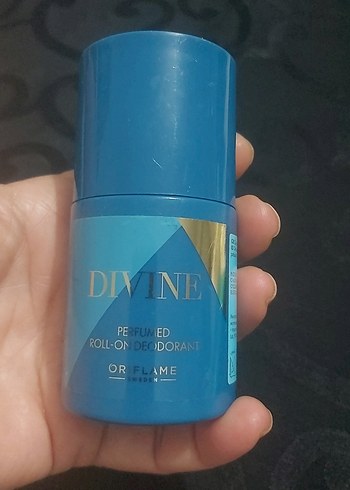 DIVINE
PERFUMED
ROLL-ON DEODORANT
ORIFLAME
SWEDEN